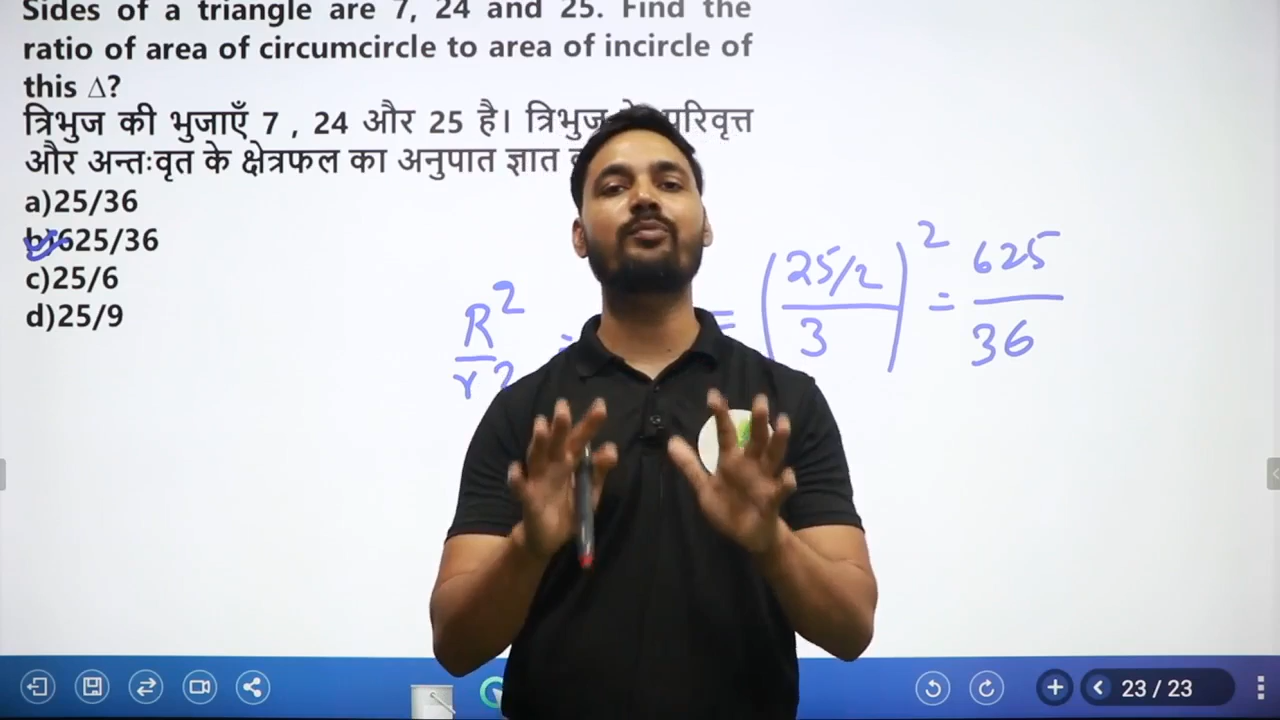 Sides of a triangle are 7, 24 and 25. Find the
ratio of area of circumcircle to area of incircle of
this Δ?
त्रिभुज की भुजाएँ 7 , 24 और 25 है। त्रिभुज परिवृत्त
और अन्तःवृत के क्षेत्रफल का अनुपात ज्ञात
a)25/36
b)625/36
c)25/6
d)25/9
R² / r² = = (25/2 / 3)² = 625 / 36
23 / 23